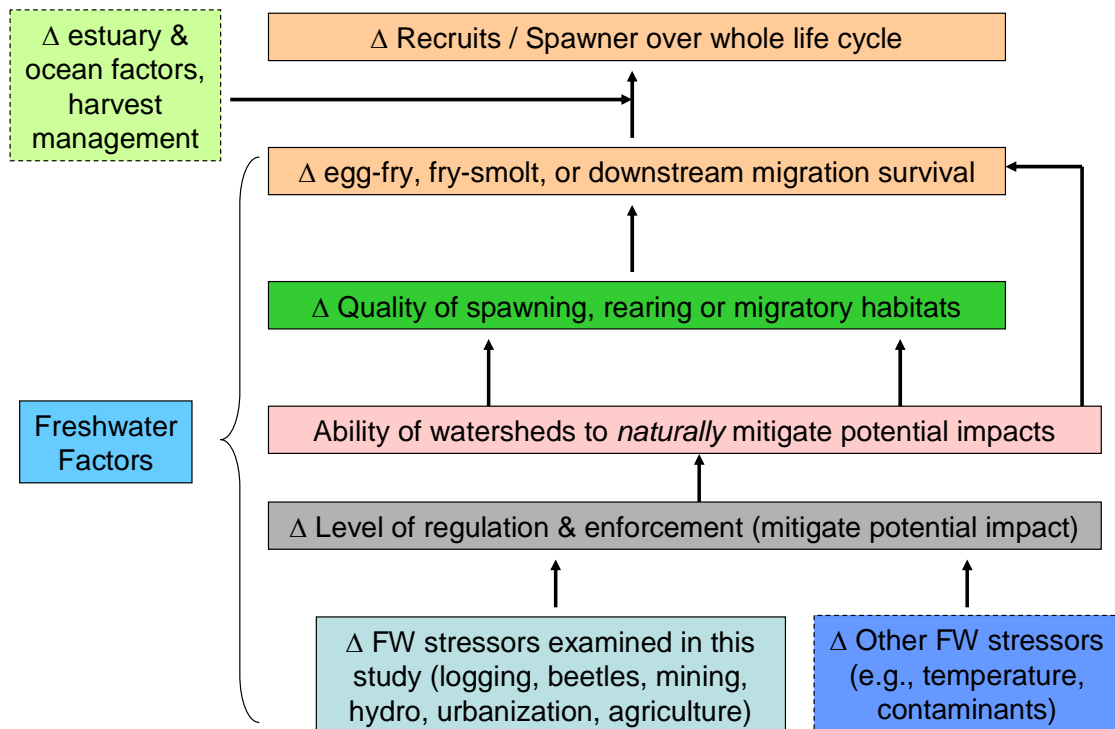 ∆ estuary &
ocean factors,
harvest
management
∆ Recruits / Spawner over whole life cycle
∆ egg-fry, fry-smolt, or downstream migration survival
∆ Quality of spawning, rearing or migratory habitats
Freshwater
Factors
Ability of watersheds to naturally mitigate potential impacts
∆ Level of regulation & enforcement (mitigate potential impact)
∆ FW stressors examined in this
study (logging, beetles, mining,
hydro, urbanization, agriculture)
∆ Other FW stressors
(e.g., temperature,
contaminants)